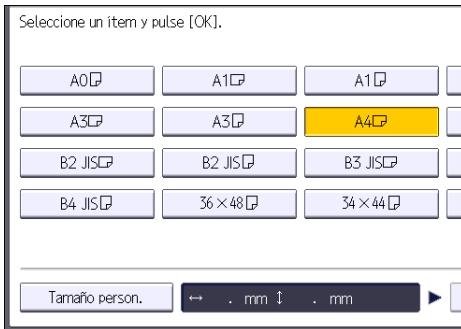 Seleccione un ítem y pulse [OK].
A0 A1 A1
A3 A3 A4
B2 JIS B2 JIS B3 JIS
B4 JIS 36×48 34×44
Tamaño person. ↔ . mm ↕ . mm